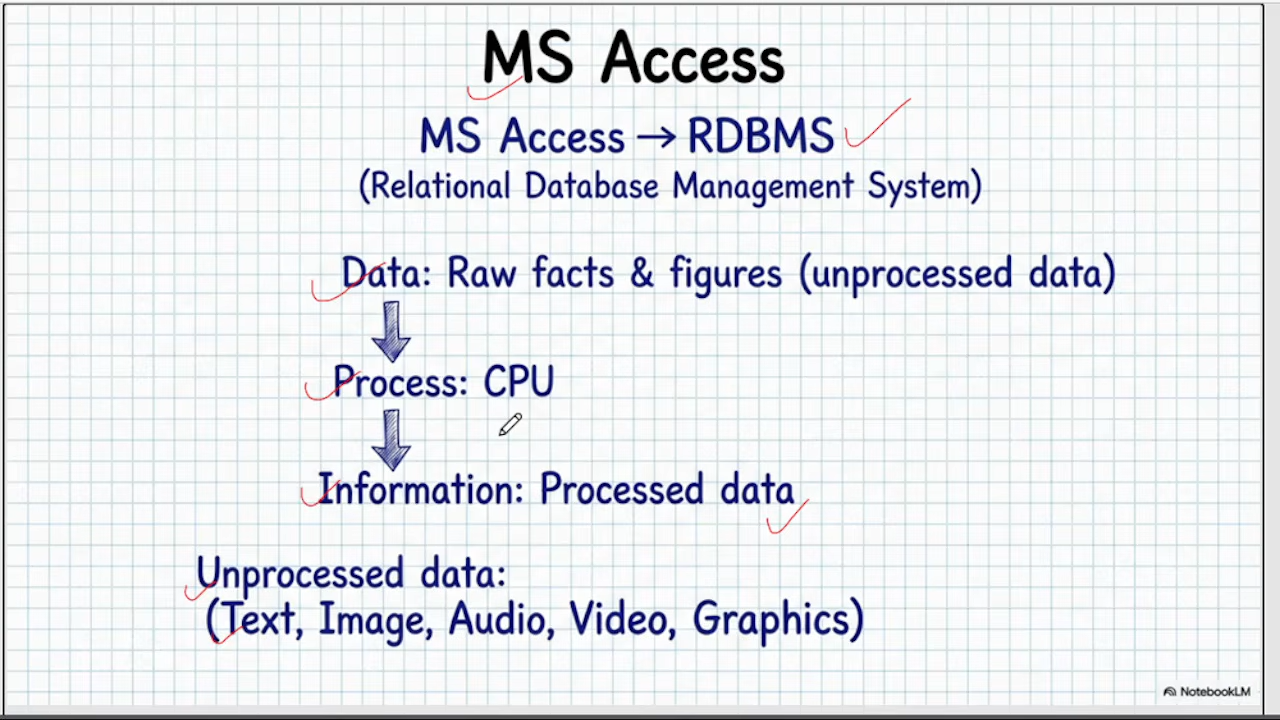 MS Access
MS Access → RDBMS
(Relational Database Management System)
Data: Raw facts & figures (unprocessed data)
Process: CPU
Information: Processed data
Unprocessed data:
(Text, Image, Audio, Video, Graphics)
NotebookLM